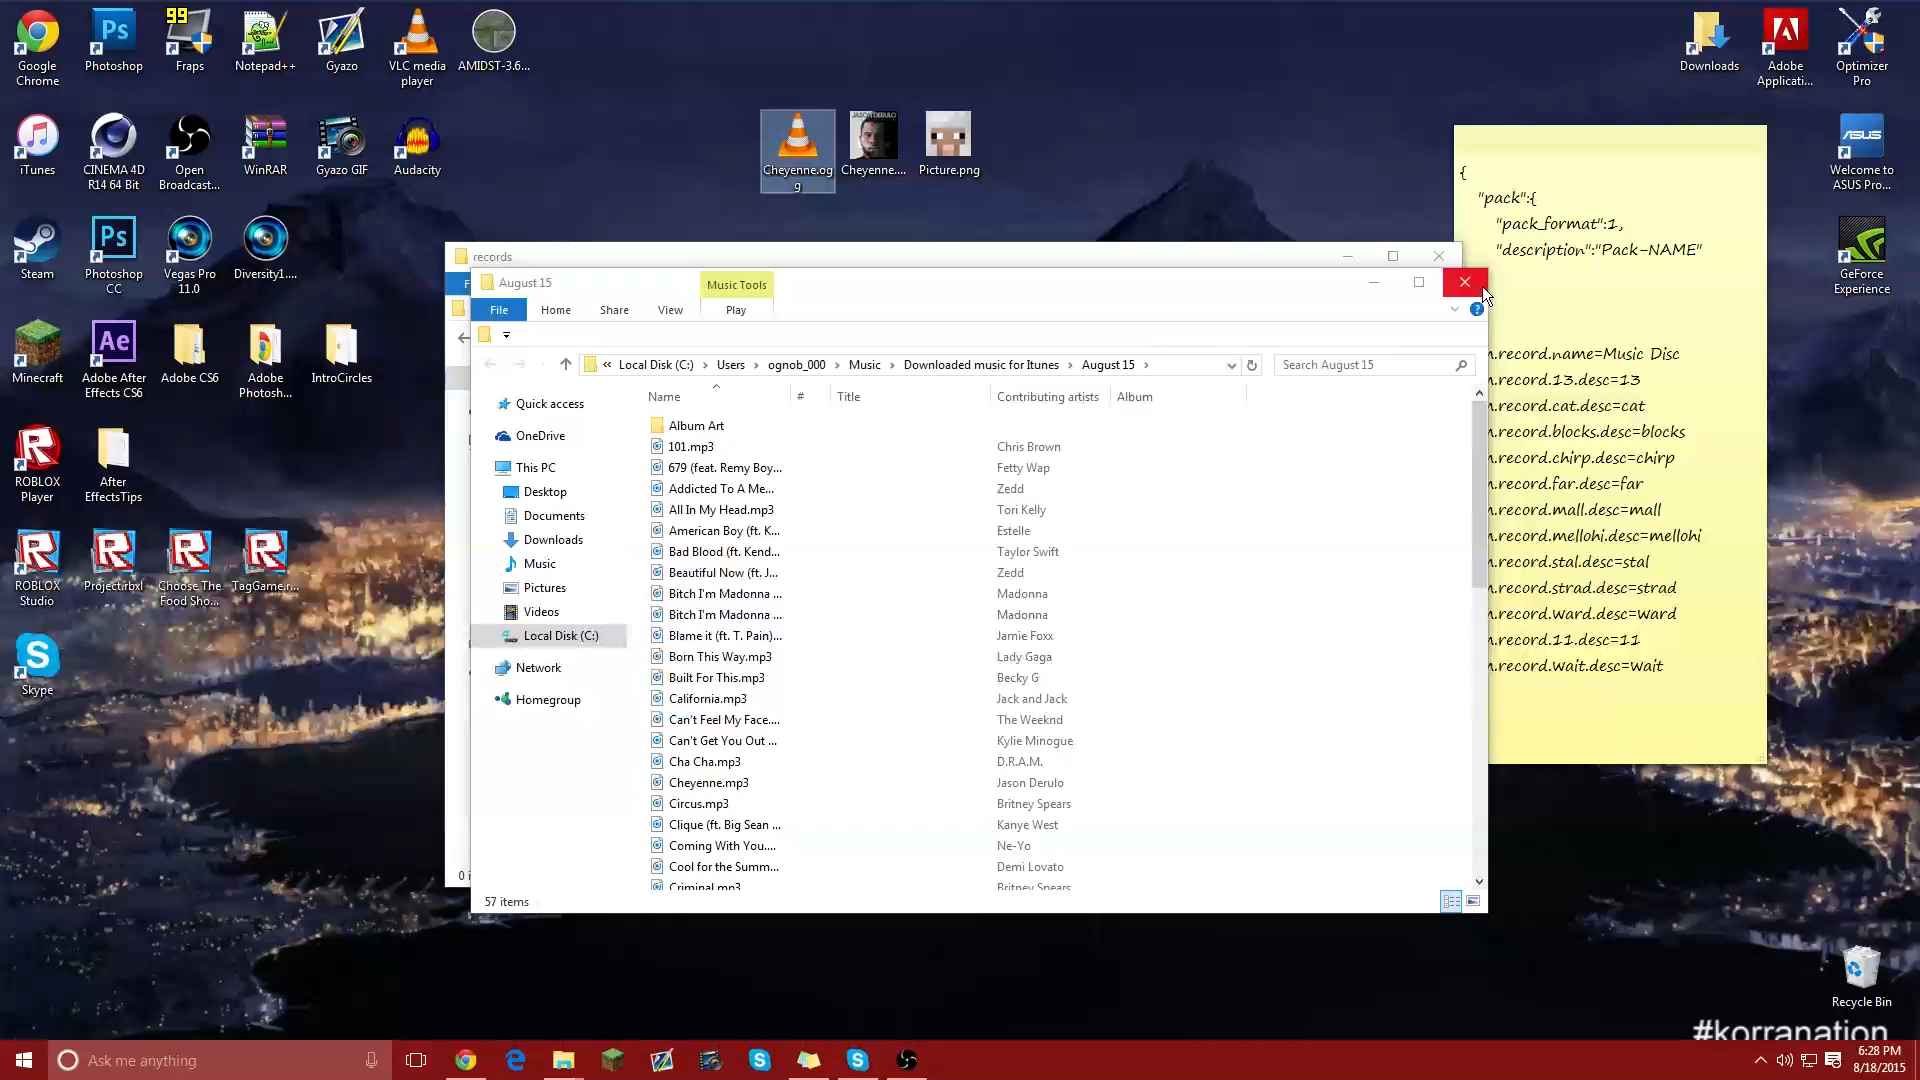 Google
Chrome
Photoshop
99
Fraps
Notepad++
Gyazo
VLC media
player
AMIDST-3.6...
Downloads
Adobe
Applicati...
Optimizer
Pro
iTunes
CINEMA 4D
R14 64 Bit
Open
Broadcast...
WinRAR
Gyazo GIF
Audacity
Cheyenne.og
g
JASON DERULO
Cheyenne....
Picture.png
ASUS
Welcome to
ASUS Pro...
Steam
Photoshop
CC
Vegas Pro
11.0
Diversity1....
GeForce
Experience
Minecraft
Adobe After
Effects CS6
Adobe CS6
Adobe
Photosh...
IntroCircles
ROBLOX
Player
After
EffectsTips
ROBLOX
Studio
Project.rbxl
Choose The
Food Sho...
TagGame.r...
Skype
{
"pack":{
"pack_format":1,
"description":"Pack-NAME"
.record.name=Music Disc
.record.13.desc=13
.record.cat.desc=cat
.record.blocks.desc=blocks
.record.chirp.desc=chirp
.record.far.desc=far
.record.mall.desc=mall
.record.mellohi.desc=mellohi
.record.stal.desc=stal
.record.strad.desc=strad
.record.ward.desc=ward
.record.11.desc=11
.record.wait.desc=wait
records
August 15
Music Tools
File Home Share View Play
« Local Disk (C:) › Users › ognob_000 › Music › Downloaded music for Itunes › August 15 ›
Search August 15
Name # Title Contributing artists Album
Quick access
OneDrive
This PC
Desktop
Documents
Downloads
Music
Pictures
Videos
Local Disk (C:)
Network
Homegroup
Album Art
101.mp3 Chris Brown
679 (feat. Remy Boy... Fetty Wap
Addicted To A Me... Zedd
All In My Head.mp3 Tori Kelly
American Boy (ft. K... Estelle
Bad Blood (ft. Kend... Taylor Swift
Beautiful Now (ft. J... Zedd
Bitch I'm Madonna ... Madonna
Bitch I'm Madonna ... Madonna
Blame it (ft. T. Pain)... Jamie Foxx
Born This Way.mp3 Lady Gaga
Built For This.mp3 Becky G
California.mp3 Jack and Jack
Can't Feel My Face.... The Weeknd
Can't Get You Out ... Kylie Minogue
Cha Cha.mp3 D.R.A.M.
Cheyenne.mp3 Jason Derulo
Circus.mp3 Britney Spears
Clique (ft. Big Sean ... Kanye West
Coming With You.... Ne-Yo
Cool for the Summ... Demi Lovato
Criminal.mp3 Britney Spears
57 items
Recycle Bin
#korranation
Ask me anything
6:28 PM
8/18/2015